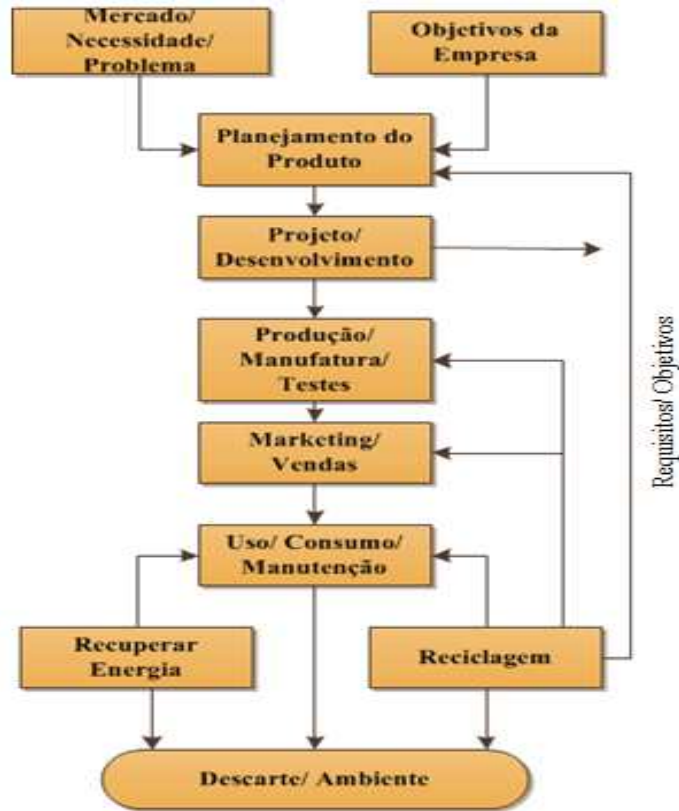 Mercado/
Necessidade/
Problema
Objetivos da
Empresa
Planejamento do
Produto
Projeto/
Desenvolvimento
Produção/
Manufatura/
Testes
Marketing/
Vendas
Requisitos/ Objetivos
Uso/ Consumo/
Manutenção
Recuperar
Energia
Reciclagem
Descarte/ Ambiente